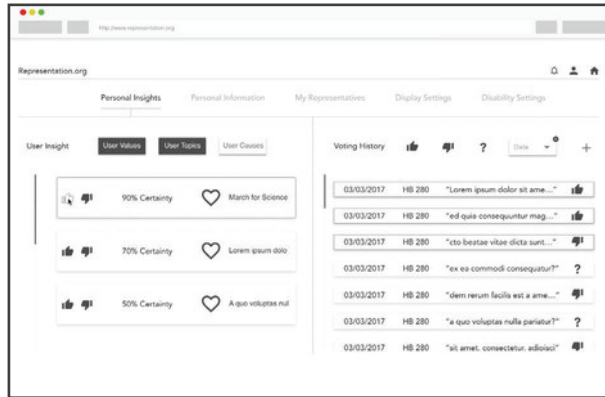 http://www.representation.org
Representation.org
Personal Insights Personal Information My Representatives Display Settings Disability Settings
User Insight User Values User Topics User Causes
Voting History ? Date +
90% Certainty March for Science
70% Certainty Lorem ipsum dolo
50% Certainty A quo voluptas nul
03/03/2017 HB 280 "Lorem ipsum dolor sit ame..."
03/03/2017 HB 280 "ed quia consequuntur mag..."
03/03/2017 HB 280 "cto beatae vitae dicta sunt..."
03/03/2017 HB 280 "ex ea commodi consequatur?" ?
03/03/2017 HB 280 "dem rerum facilis est a ame..."
03/03/2017 HB 280 "a quo voluptas nulla pariatur?" ?
03/03/2017 HB 280 "sit amet, consectetur, adioisci"